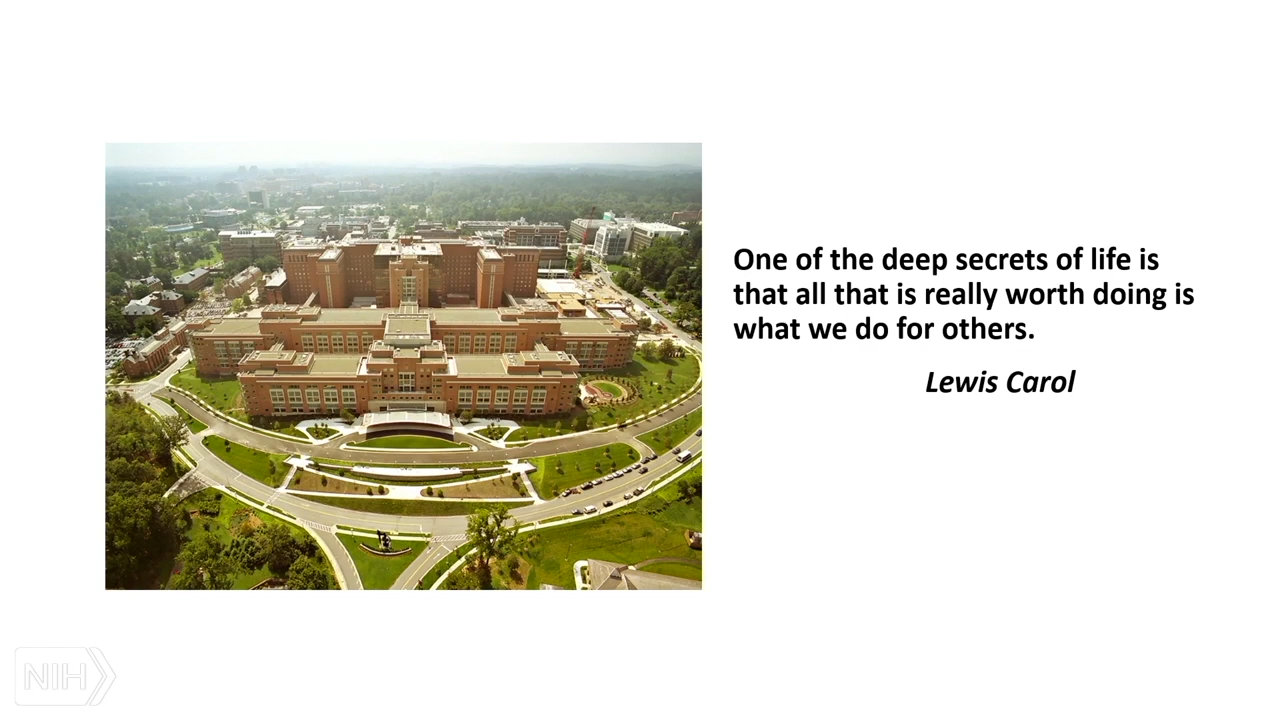 One of the deep secrets of life is
that all that is really worth doing is
what we do for others.
Lewis Carol
NIH